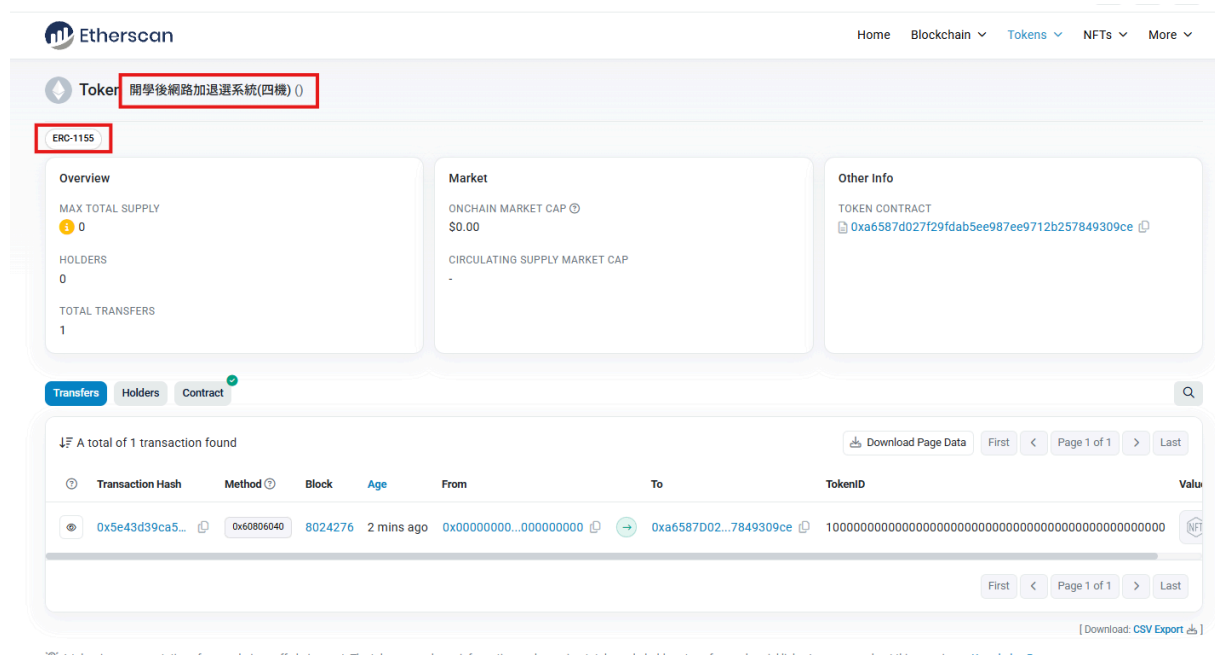 Etherscan
Home Blockchain Tokens NFTs More
Token 開學後網路加退選系統(四機) ()
ERC-1155
Overview
MAX TOTAL SUPPLY
0
HOLDERS
0
TOTAL TRANSFERS
1
Market
ONCHAIN MARKET CAP
$0.00
CIRCULATING SUPPLY MARKET CAP
-
Other Info
TOKEN CONTRACT
0xa6587d027f29fdab5ee987ee9712b257849309ce
Transfers Holders Contract
A total of 1 transaction found
Download Page Data First Page 1 of 1 Last
Transaction Hash Method Block Age From To TokenID Value
0x5e43d39ca5... 0x60806040 8024276 2 mins ago 0x00000000...000000000 0xa6587D02...7849309ce NFT
First Page 1 of 1 Last
[ Download: CSV Export ]